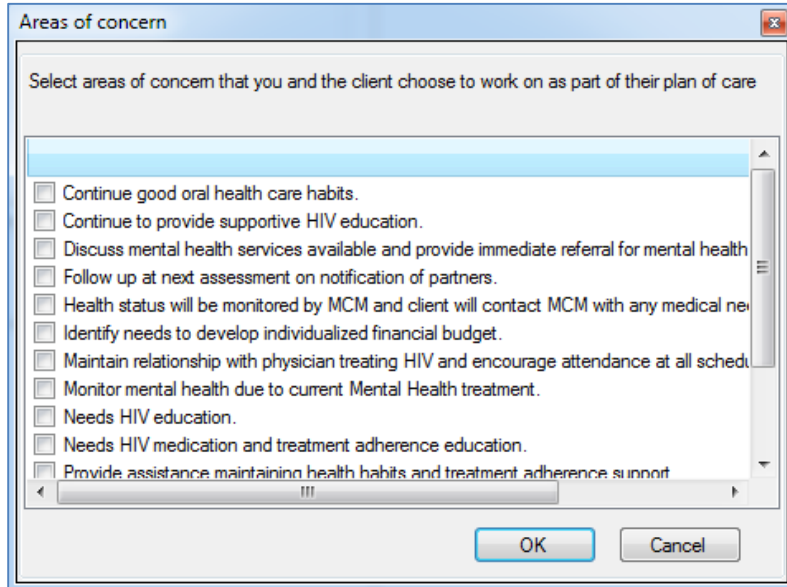 Areas of concern
Select areas of concern that you and the client choose to work on as part of their plan of care
Continue good oral health care habits.
Continue to provide supportive HIV education.
Discuss mental health services available and provide immediate referral for mental health
Follow up at next assessment on notification of partners.
Health status will be monitored by MCM and client will contact MCM with any medical
Identify needs to develop individualized financial budget.
Maintain relationship with physician treating HIV and encourage attendance at all
Monitor mental health due to current Mental Health treatment.
Needs HIV education.
Needs HIV medication and treatment adherence education.
Provide assistance maintaining health habits and treatment adherence support
OK
Cancel